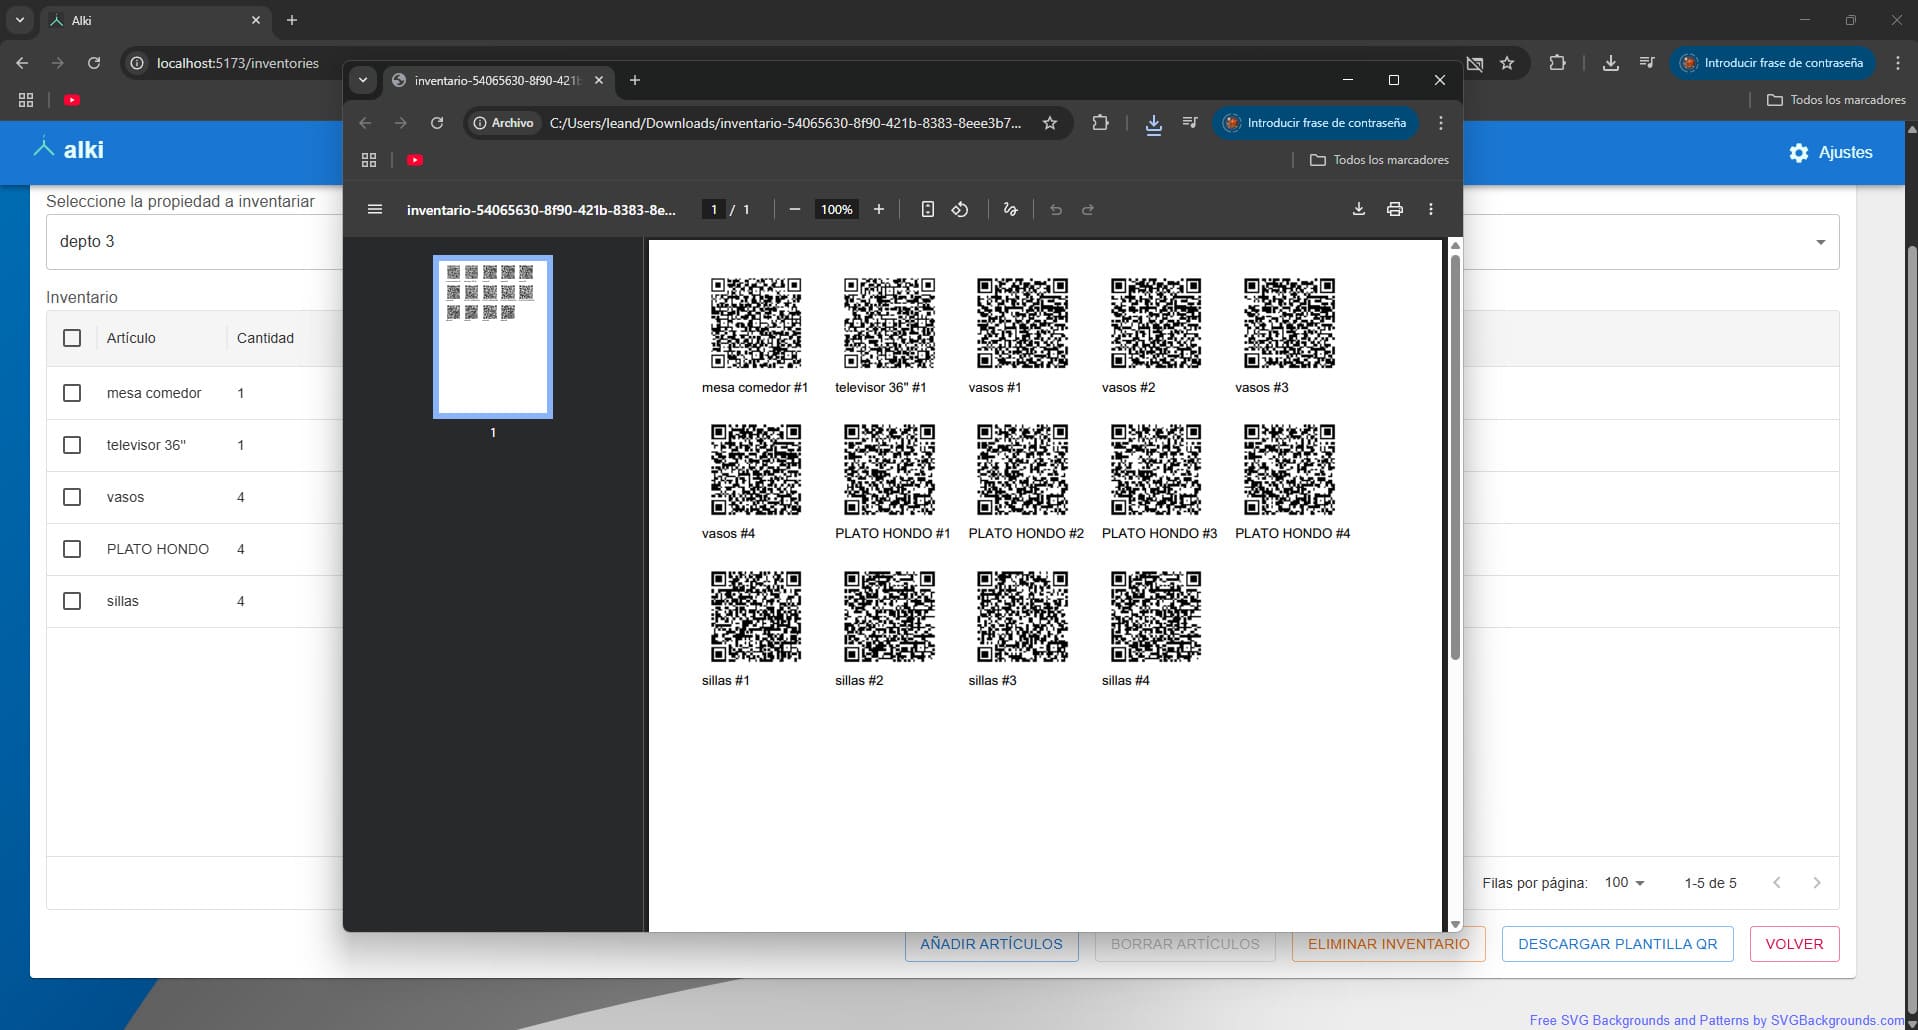 Alki
localhost:5173/inventories
Introducir frase de contraseña
Todos los marcadores
alki
Ajustes
Seleccione la propiedad a inventariar
depto 3
Inventario
Artículo
Cantidad
mesa comedor
1
televisor 36"
1
vasos
4
PLATO HONDO
4
sillas
4
inventario-54065630-8f90-421b
Archivo
C:/Users/leand/Downloads/inventario-54065630-8f90-421b-8383-8eee3b7...
Introducir frase de contraseña
Todos los marcadores
inventario-54065630-8f90-421b-8383-8e...
1 / 1
100%
1
mesa comedor #1
televisor 36" #1
vasos #1
vasos #2
vasos #3
vasos #4
PLATO HONDO #1
PLATO HONDO #2
PLATO HONDO #3
PLATO HONDO #4
sillas #1
sillas #2
sillas #3
sillas #4
Filas por página: 100
1-5 de 5
AÑADIR ARTÍCULOS
BORRAR ARTÍCULOS
ELIMINAR INVENTARIO
DESCARGAR PLANTILLA QR
VOLVER
Free SVG Backgrounds and Patterns by SVGBackgrounds.com